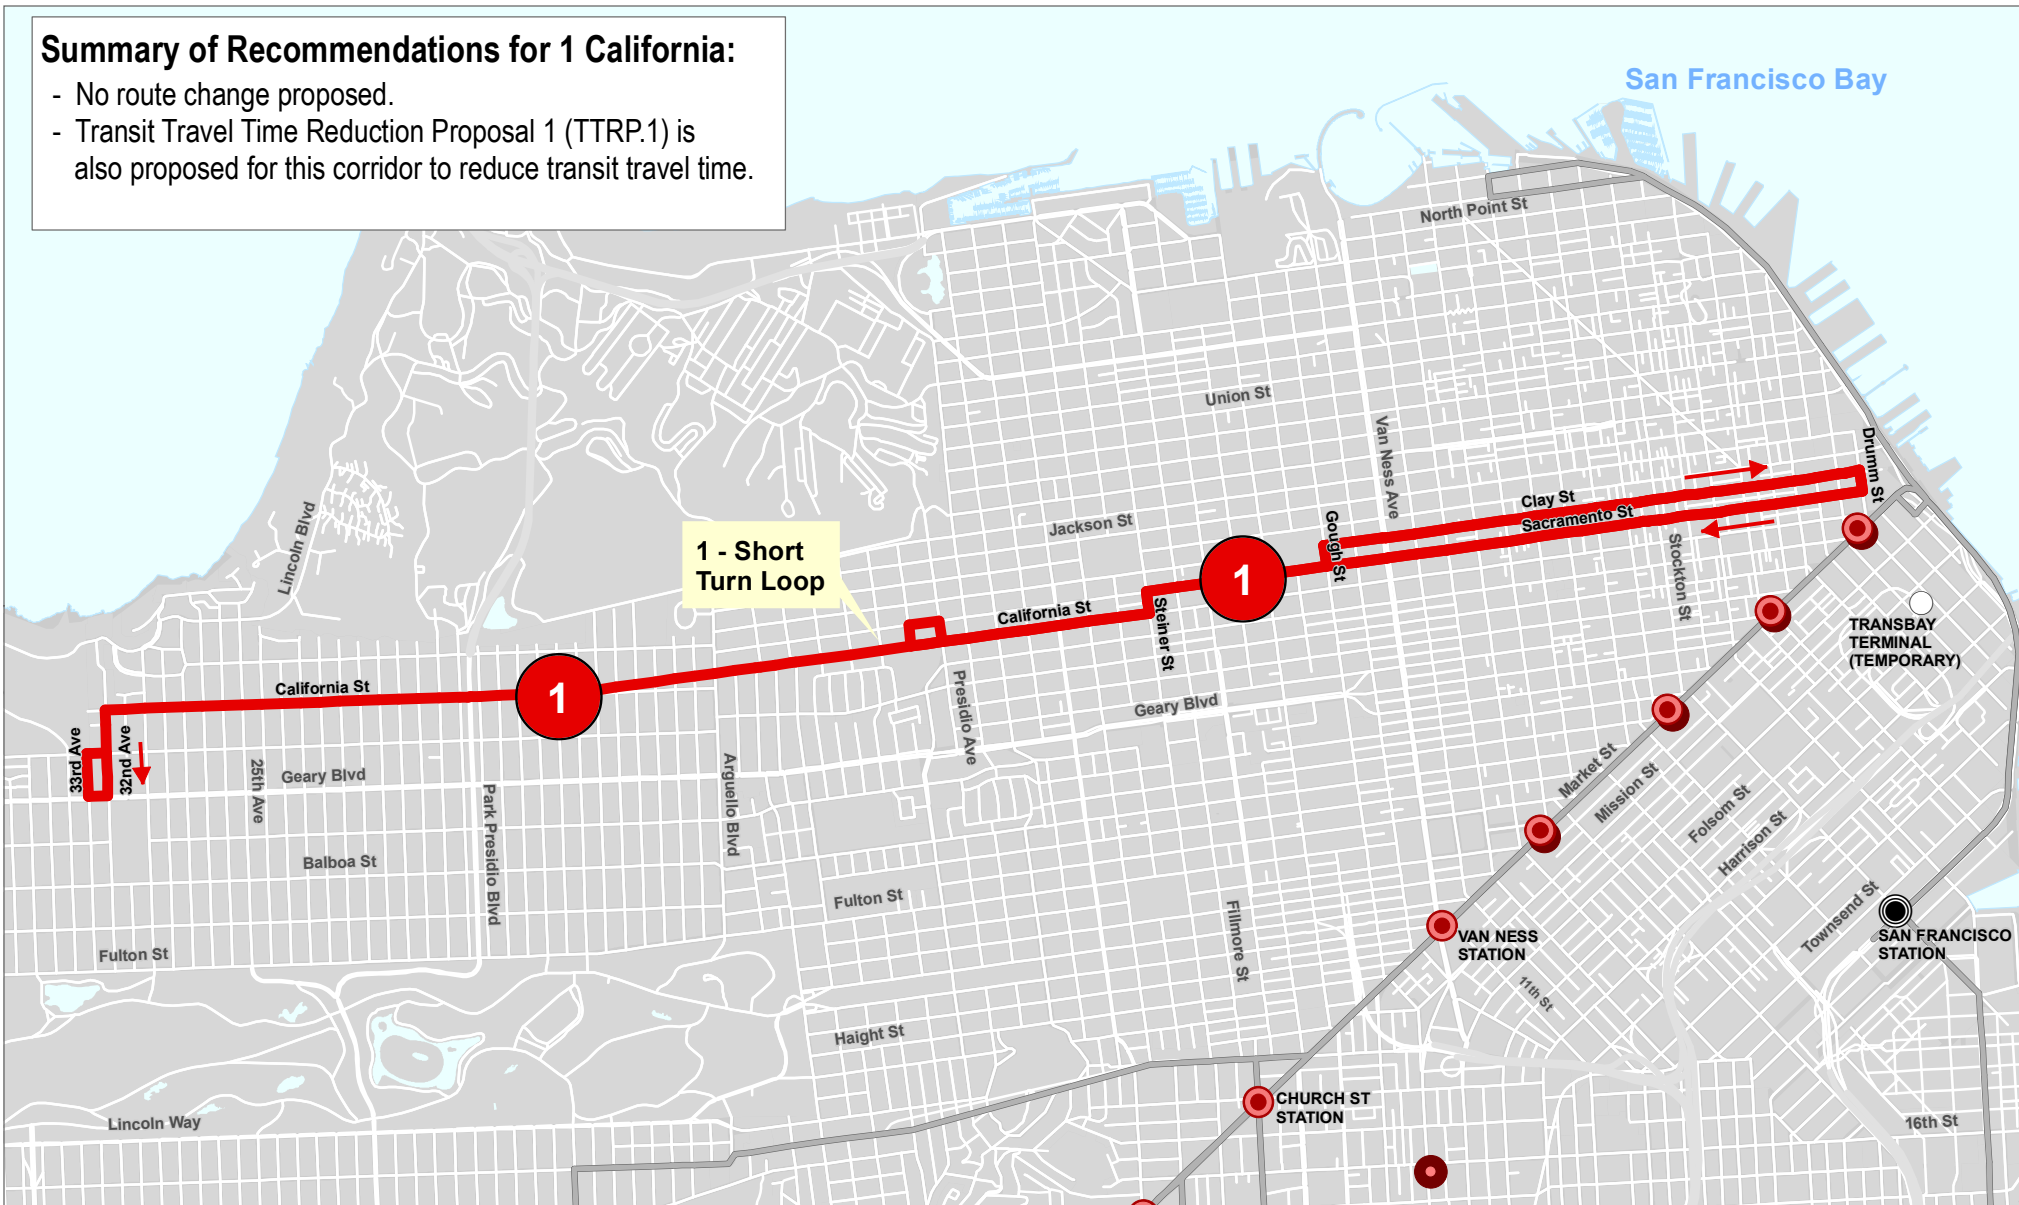 Summary of Recommendations for 1 California:
- No route change proposed.
- Transit Travel Time Reduction Proposal 1 (TTRP.1) is
also proposed for this corridor to reduce transit travel time.
San Francisco Bay
North Point St
Union St
Van Ness Ave
Drumm St
Clay St
Sacramento St
Lincoln Blvd
Jackson St
Gough St
Stockton St
1 - Short
Turn Loop
1
California St
Steiner St
TRANSBAY
TERMINAL
(TEMPORARY)
California St
1
Presidio Ave
Geary Blvd
33rd Ave
32nd Ave
25th Ave
Geary Blvd
Park Presidio Blvd
Arguello Blvd
Market St
Mission St
Folsom St
Harrison St
Balboa St
Fulton St
Fillmore St
Townsend St
VAN NESS
STATION
SAN FRANCISCO
STATION
Fulton St
11th St
Haight St
CHURCH ST
STATION
Lincoln Way
16th St